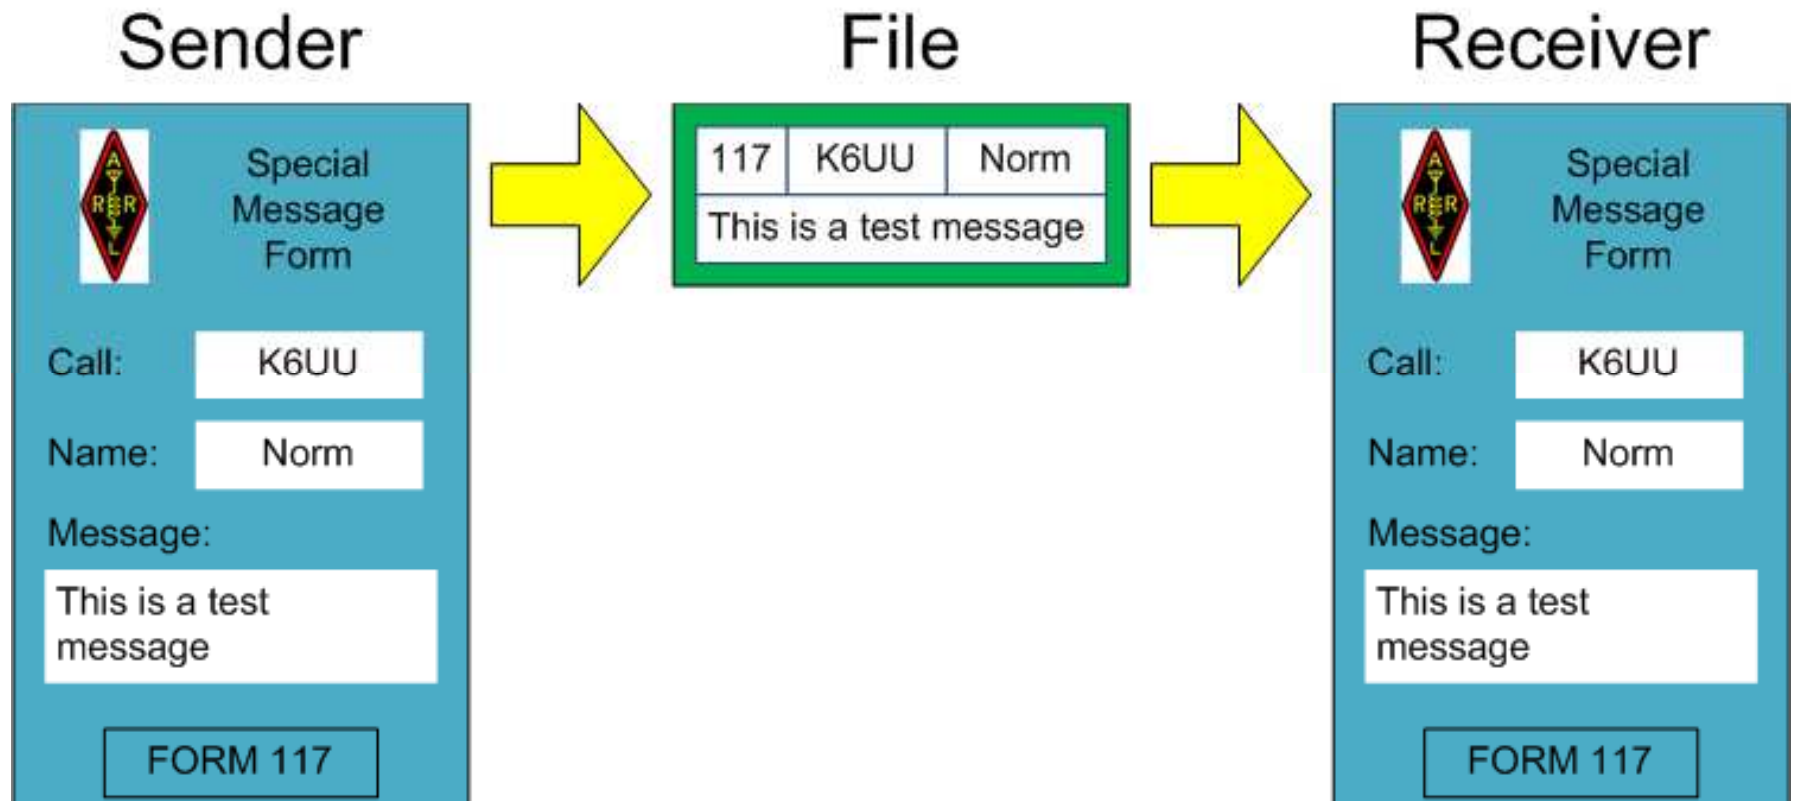 Sender
File
Receiver
A
R R
L
Special
Message
Form
Call:
K6UU
Name:
Norm
Message:
This is a test
message
FORM 117
117
K6UU
Norm
This is a test message
A
R R
L
Special
Message
Form
Call:
K6UU
Name:
Norm
Message:
This is a test
message
FORM 117